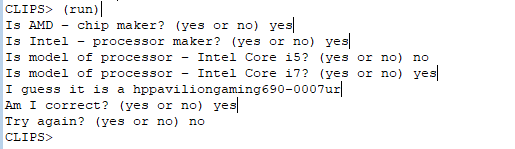 CLIPS> (run)
Is AMD - chip maker? (yes or no) yes
Is Intel - processor maker? (yes or no) yes
Is model of processor - Intel Core i5? (yes or no) no
Is model of processor - Intel Core i7? (yes or no) yes
I guess it is a hppaviliongaming690-0007ur
Am I correct? (yes or no) yes
Try again? (yes or no) no
CLIPS>